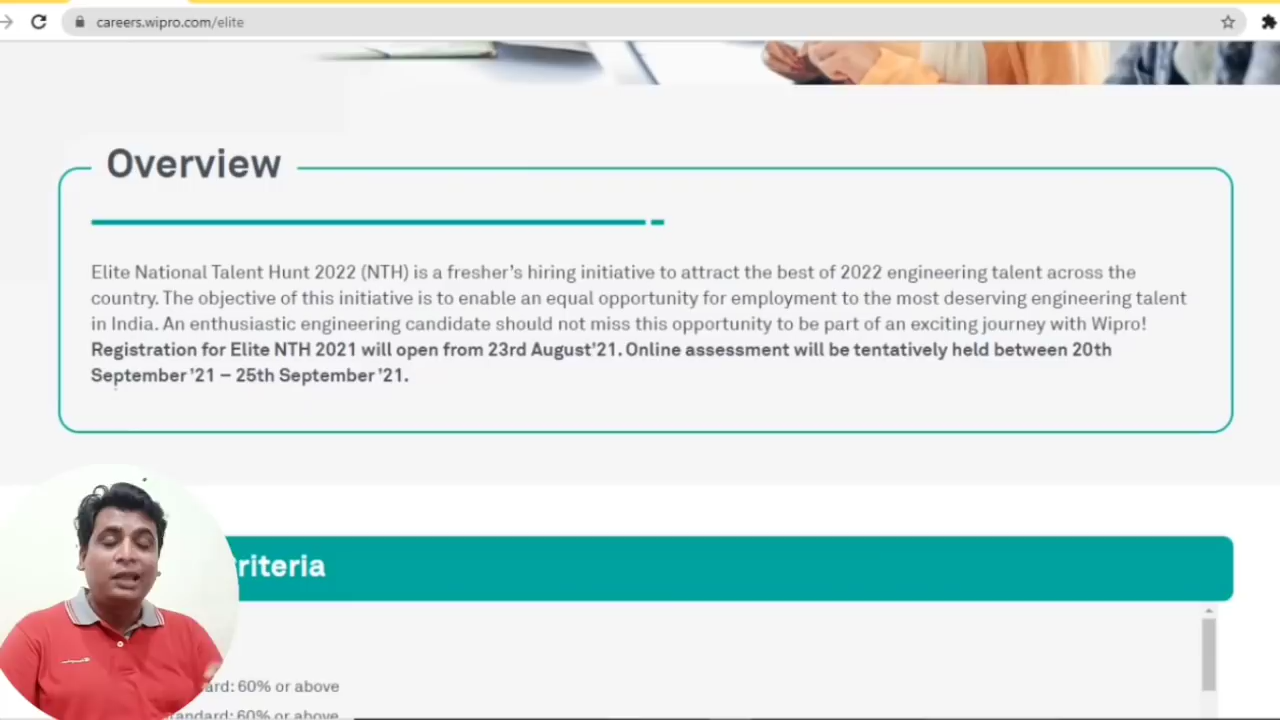 careers.wipro.com/elite
Overview
Elite National Talent Hunt 2022 (NTH) is a fresher's hiring initiative to attract the best of 2022 engineering talent across the
country. The objective of this initiative is to enable an equal opportunity for employment to the most deserving engineering talent
in India. An enthusiastic engineering candidate should not miss this opportunity to be part of an exciting journey with Wipro!
Registration for Elite NTH 2021 will open from 23rd August'21. Online assessment will be tentatively held between 20th
September '21 – 25th September '21.
Criteria
60% or above
60% or above